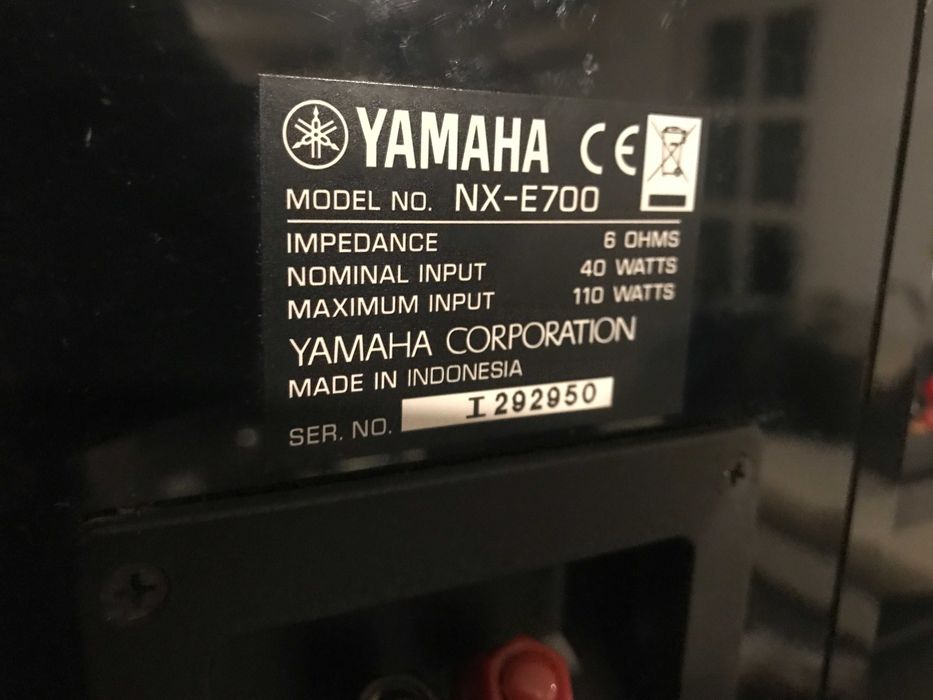 YAMAHA CE
MODEL NO. NX-E700
IMPEDANCE 6 OHMS
NOMINAL INPUT 40 WATTS
MAXIMUM INPUT 110 WATTS
YAMAHA CORPORATION
MADE IN INDONESIA
SER. NO. I292950